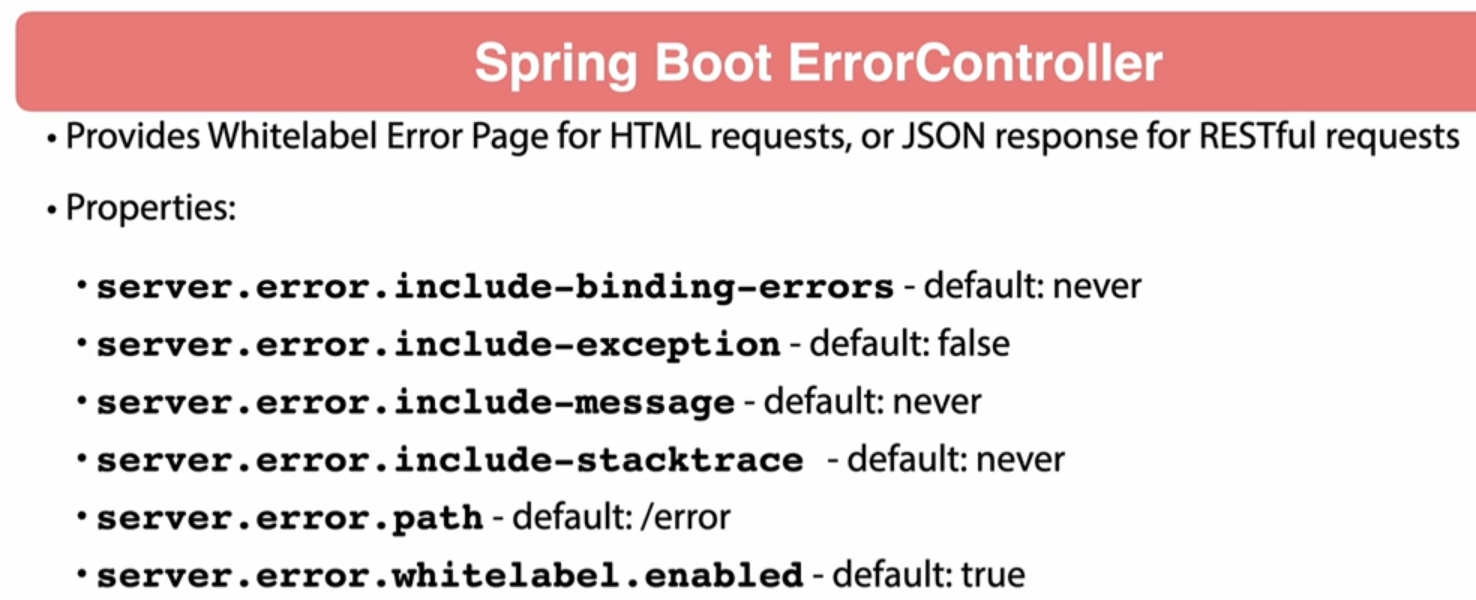 Spring Boot ErrorController
• Provides Whitelabel Error Page for HTML requests, or JSON response for RESTful requests
• Properties:
• server.error.include-binding-errors - default: never
• server.error.include-exception - default: false
• server.error.include-message - default: never
• server.error.include-stacktrace - default: never
• server.error.path - default: /error
• server.error.whitelabel.enabled - default: true